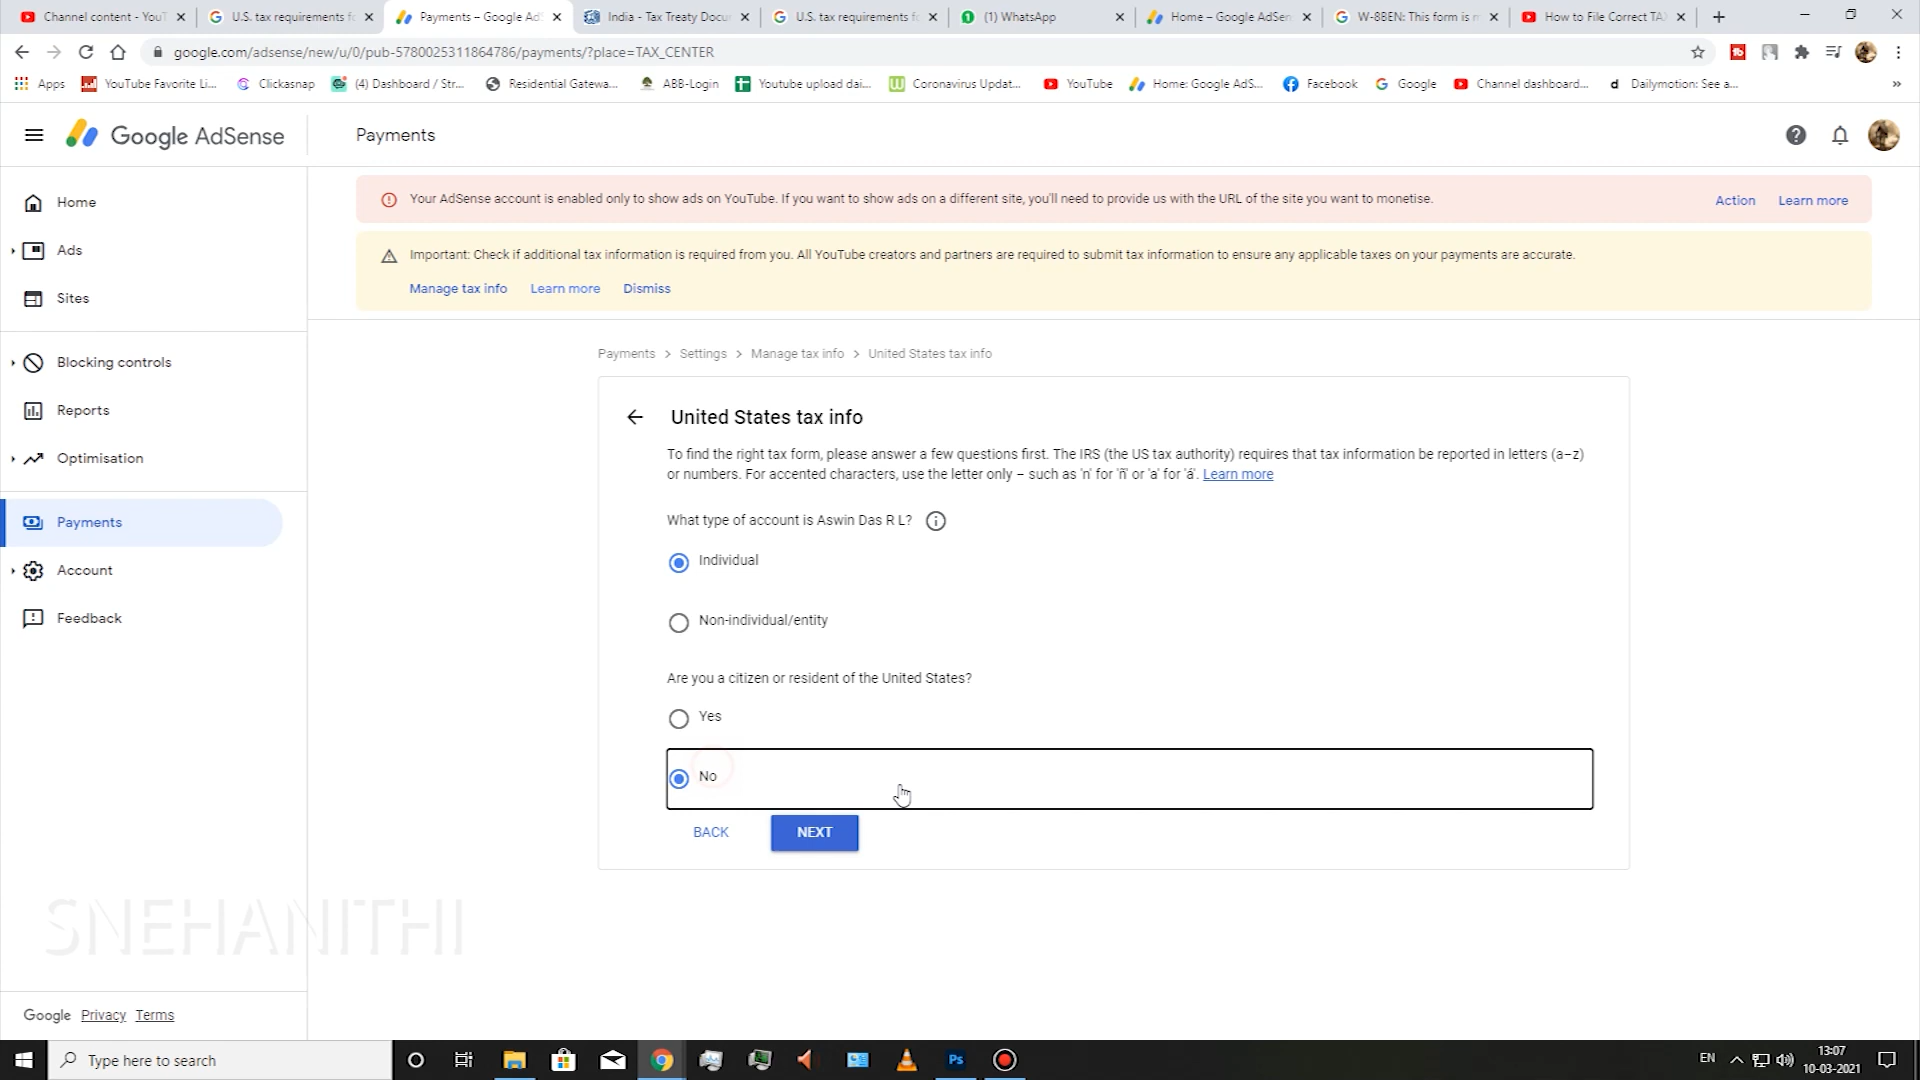 Channel content - YouT
U.S. tax requirements fo
Payments – Google Ad
India - Tax Treaty Docu
U.S. tax requirements fo
(1) WhatsApp
Home – Google AdSen
W-8BEN: This form is m
How to File Correct TA
google.com/adsense/new/u/0/pub-5780025311864786/payments/?place=TAX_CENTER
Apps
YouTube Favorite Li...
Clickasnap
(4) Dashboard / Str...
Residential Gatewa...
ABB-Login
Youtube upload dai...
Coronavirus Updat...
YouTube
Home: Google AdS...
Facebook
Google
Channel dashboard...
Dailymotion: See a...
Google AdSense
Payments
Home
Ads
Sites
Blocking controls
Reports
Optimisation
Payments
Account
Feedback
Your AdSense account is enabled only to show ads on YouTube. If you want to show ads on a different site, you'll need to provide us with the URL of the site you want to monetise.
Action
Learn more
Important: Check if additional tax information is required from you. All YouTube creators and partners are required to submit tax information to ensure any applicable taxes on your payments are accurate.
Manage tax info
Learn more
Dismiss
Payments > Settings > Manage tax info > United States tax info
United States tax info
To find the right tax form, please answer a few questions first. The IRS (the US tax authority) requires that tax information be reported in letters (a–z)
or numbers. For accented characters, use the letter only – such as 'n' for 'ñ' or 'a' for 'á'. Learn more
What type of account is Aswin Das R L?
Individual
Non-individual/entity
Are you a citizen or resident of the United States?
Yes
No
BACK
NEXT
SNEHANITHI
Google Privacy Terms
Type here to search
Ps
EN
13:07
10-03-2021